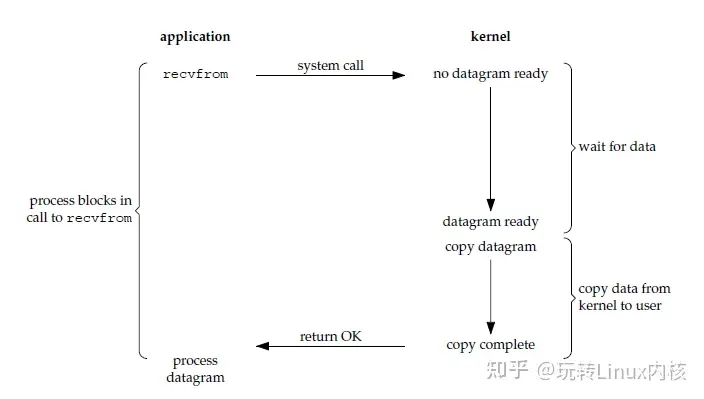 application
kernel
recvfrom
system call
no datagram ready
wait for data
process blocks in
call to recvfrom
datagram ready
copy datagram
copy data from
kernel to user
return OK
copy complete
process
datagram
知乎 @玩转Linux内核